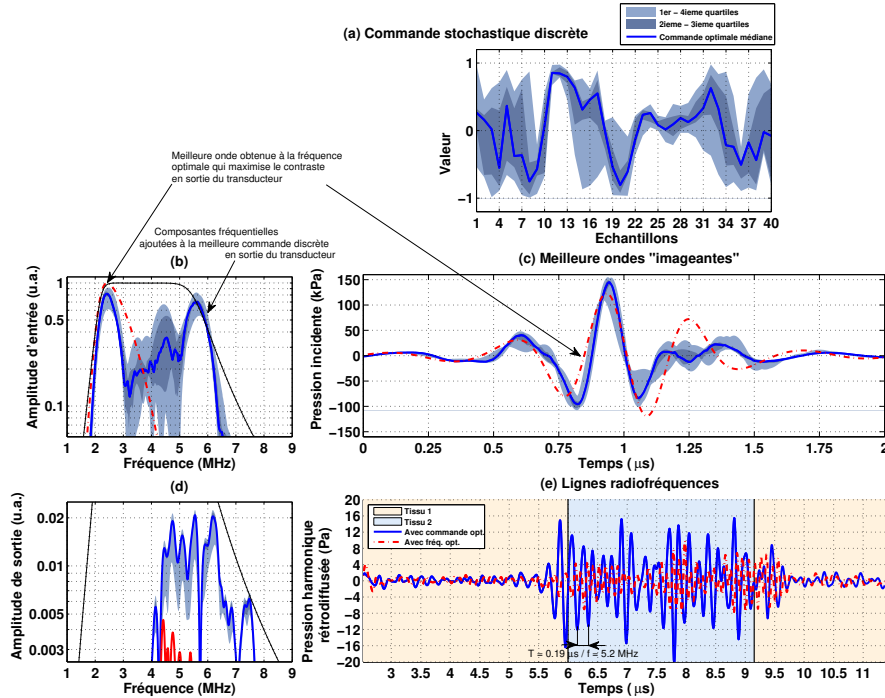 1er − 4ieme quartiles
2ieme − 3ieme quartiles
Commande optimale médiane
(a) Commande stochastique discrète
1
0
−1
Valeur
1 4 7 10 13 16 19 22 25 28 31 34 37 40
Echantillons
Meilleure onde obtenue à la fréquence
optimale qui maximise le contraste
en sortie du transducteur
Composantes fréquentielles
ajoutées à la meilleure commande discrète
en sortie du transducteur
(b)
1
0.5
0.1
Amplitude d'entrée (u.a.)
1 2 3 4 5 6 7 8 9
Fréquence (MHz)
(c) Meilleure ondes "imageantes"
150
100
50
0
−50
−100
−150
Pression incidente (kPa)
0 0.25 0.5 0.75 1 1.25 1.5 1.75 2
Temps (µs)
(d)
0.02
0.01
0.005
0.003
Amplitude de sortie (u.a.)
1 2 3 4 5 6 7 8 9
Fréquence (MHz)
(e) Lignes radiofréquences
Tissu 1
Tissu 2
Avec commande opt.
Avec fréq. opt.
20
16
12
8
4
0
−4
−8
−12
−16
−20
Pression harmonique
rétrodiffusée (Pa)
T = 0.19 µs / f = 5.2 MHz
3 3.5 4 4.5 5 5.5 6 6.5 7 7.5 8 8.5 9 9.5 10 10.5 11
Temps (µs)